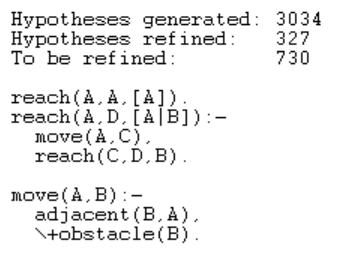 Hypotheses generated: 3034
Hypotheses refined: 327
To be refined: 730
reach(A,A,[A]).
reach(A,D,[A|B]):-
move(A,C),
reach(C,D,B).
move(A,B):-
adjacent(B,A),
\+obstacle(B).